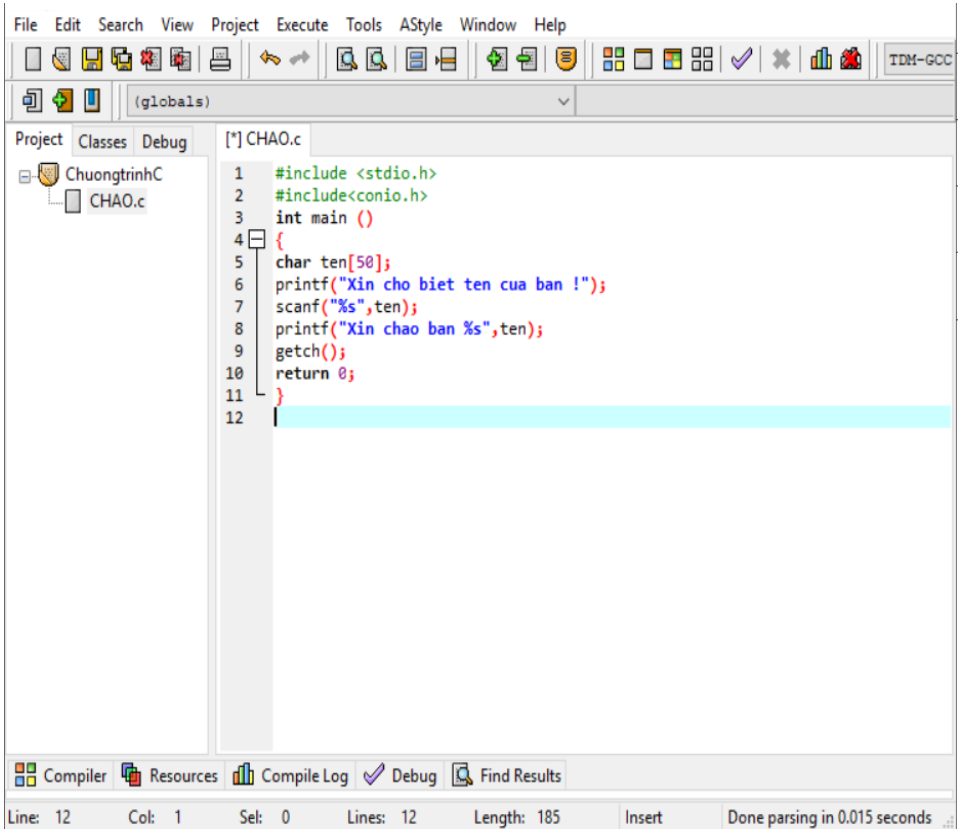 File Edit Search View Project Execute Tools AStyle Window Help
TDM-GCC
(globals)
Project Classes Debug
[*] CHAO.c
ChuongtrinhC
CHAO.c
1 #include <stdio.h>
2 #include<conio.h>
3 int main ()
4 {
5 char ten[50];
6 printf("Xin cho biet ten cua ban !");
7 scanf("%s",ten);
8 printf("Xin chao ban %s",ten);
9 getch();
10 return 0;
11 }
12
Compiler Resources Compile Log Debug Find Results
Line: 12 Col: 1 Sel: 0 Lines: 12 Length: 185 Insert Done parsing in 0.015 seconds